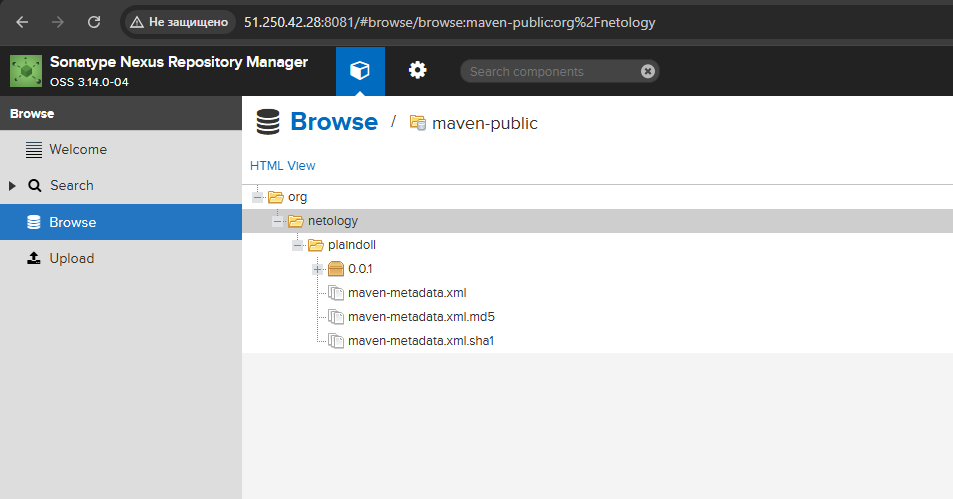 Не защищено 51.250.42.28:8081/#browse/browse:maven-public:org%2Fnetology
Sonatype Nexus Repository Manager
OSS 3.14.0-04
Search components
Browse
Welcome
Search
Browse
Upload
Browse / maven-public
HTML View
org
netology
plaindoll
0.0.1
maven-metadata.xml
maven-metadata.xml.md5
maven-metadata.xml.sha1